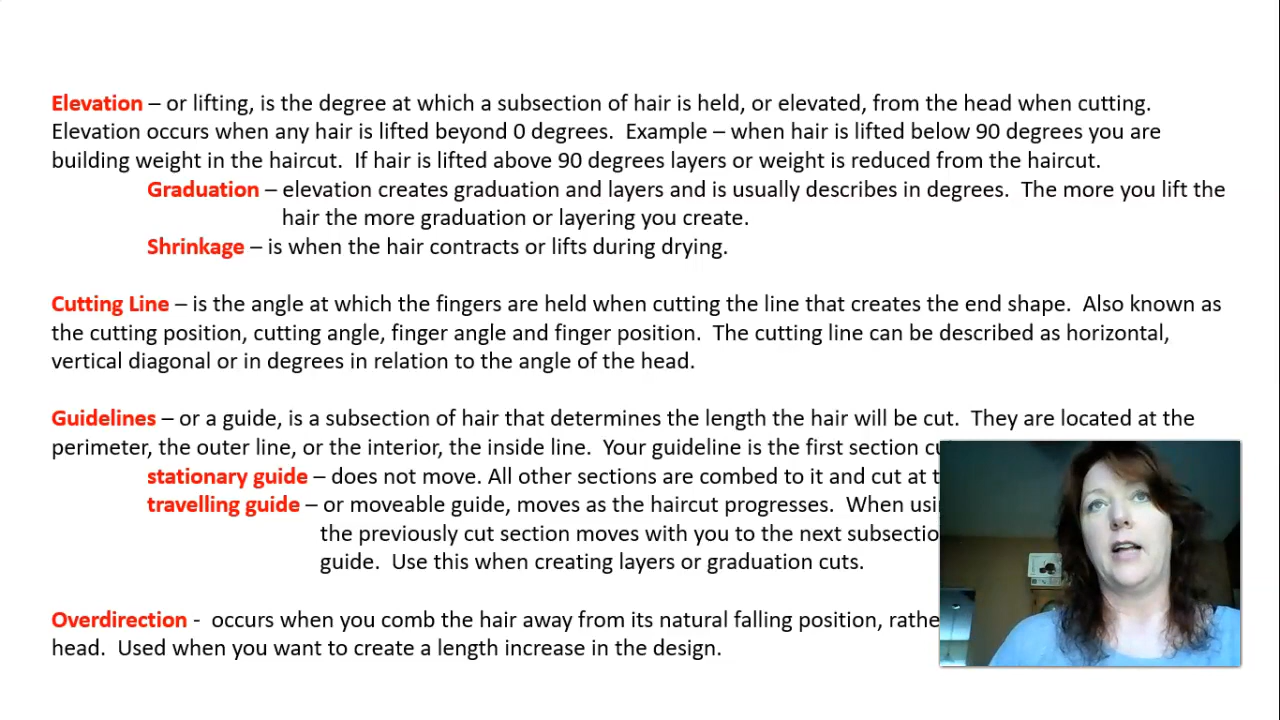 Elevation – or lifting, is the degree at which a subsection of hair is held, or elevated, from the head when cutting.
Elevation occurs when any hair is lifted beyond 0 degrees. Example – when hair is lifted below 90 degrees you are
building weight in the haircut. If hair is lifted above 90 degrees layers or weight is reduced from the haircut.
Graduation – elevation creates graduation and layers and is usually describes in degrees. The more you lift the
hair the more graduation or layering you create.
Shrinkage – is when the hair contracts or lifts during drying.
Cutting Line – is the angle at which the fingers are held when cutting the line that creates the end shape. Also known as
the cutting position, cutting angle, finger angle and finger position. The cutting line can be described as horizontal,
vertical diagonal or in degrees in relation to the angle of the head.
Guidelines – or a guide, is a subsection of hair that determines the length the hair will be cut. They are located at the
perimeter, the outer line, or the interior, the inside line. Your guideline is the first section
stationary guide – does not move. All other sections are combed to it and cut at
travelling guide – or moveable guide, moves as the haircut progresses. When
the previously cut section moves with you to the next
guide. Use this when creating layers or graduation cuts.
Overdirection - occurs when you comb the hair away from its natural falling position,
head. Used when you want to create a length increase in the design.